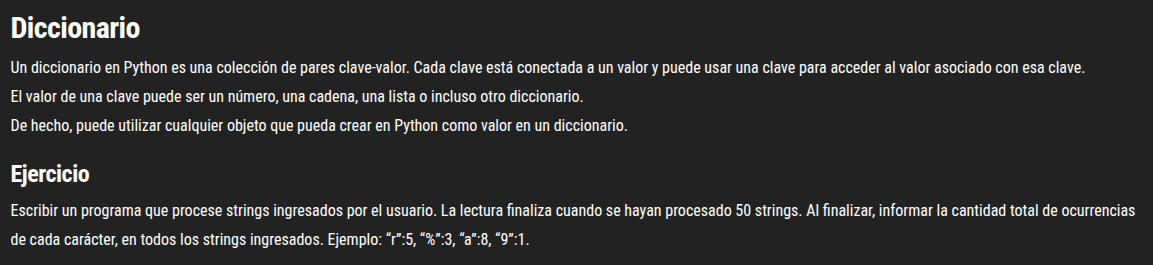 Diccionario
Un diccionario en Python es una colección de pares clave-valor. Cada clave está conectada a un valor y puede usar una clave para acceder al valor asociado con esa clave.
El valor de una clave puede ser un número, una cadena, una lista o incluso otro diccionario.
De hecho, puede utilizar cualquier objeto que pueda crear en Python como valor en un diccionario.
Ejercicio
Escribir un programa que procese strings ingresados por el usuario. La lectura finaliza cuando se hayan procesado 50 strings. Al finalizar, informar la cantidad total de ocurrencias
de cada carácter, en todos los strings ingresados. Ejemplo: “r”:5, “%”:3, “a”:8, “9”:1.